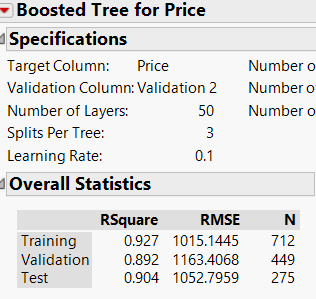 Boosted Tree for Price
Specifications
Target Column: Price Number o
Validation Column: Validation 2 Number o
Number of Layers: 50 Number o
Splits Per Tree: 3
Learning Rate: 0.1
Overall Statistics
RSquare RMSE N
Training 0.927 1015.1445 712
Validation 0.892 1163.4068 449
Test 0.904 1052.7959 275